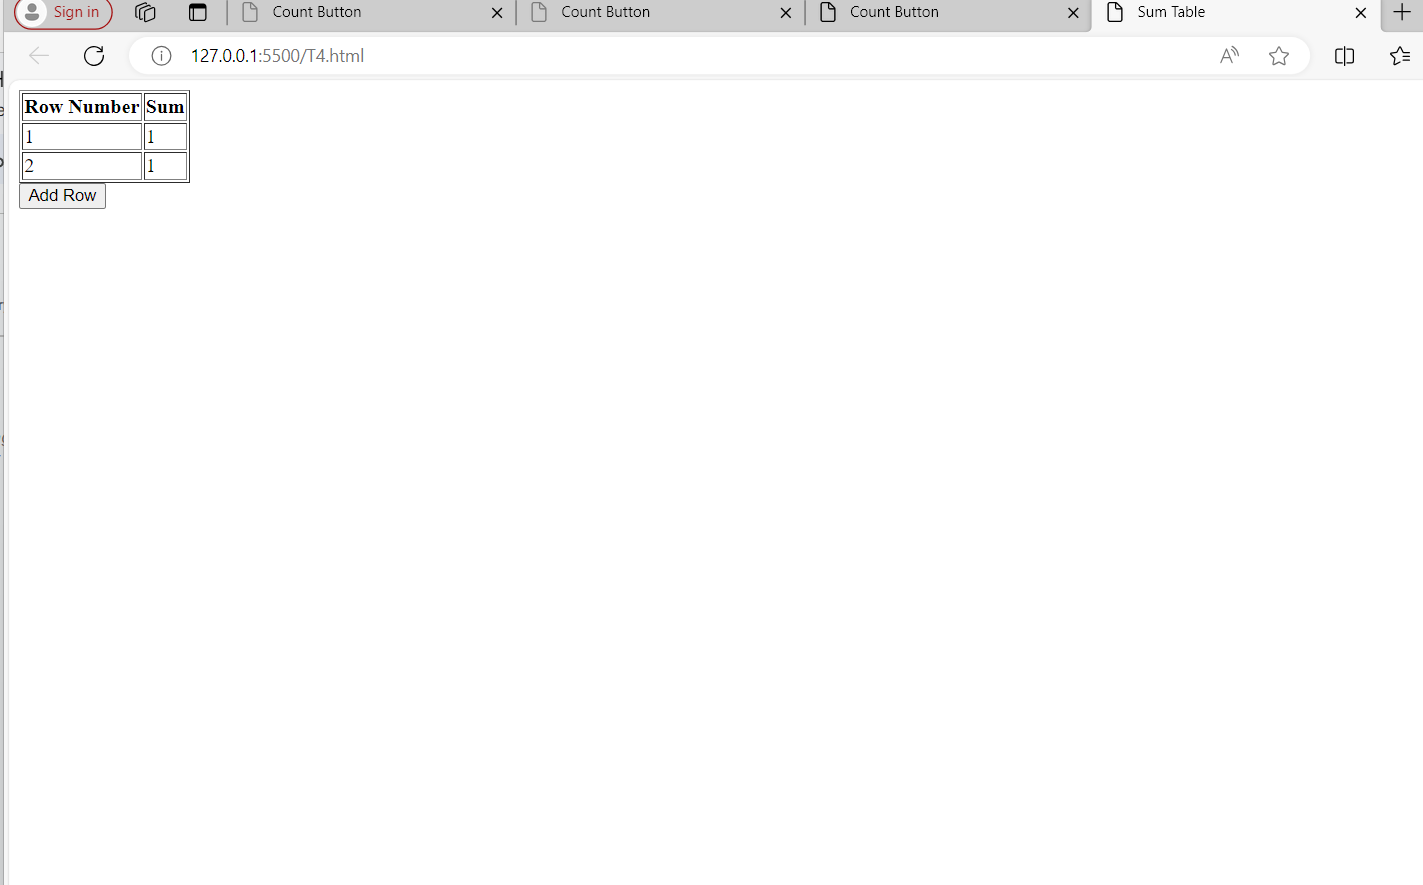 Sign in Count Button Count Button Count Button Sum Table
127.0.0.1:5500/T4.html
Row Number Sum
1 1
2 1
Add Row